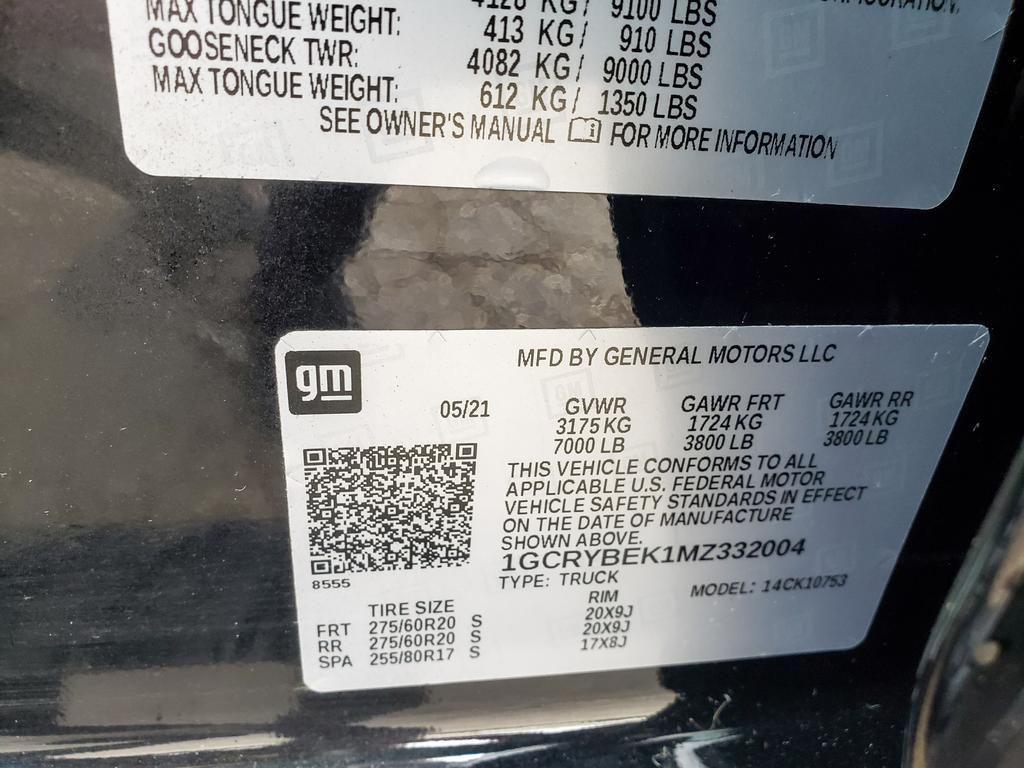 MAX TONGUE WEIGHT: 413 KG/ 910 LBS
GOOSENECK TWR: 4082 KG/ 9000 LBS
MAX TONGUE WEIGHT: 612 KG/ 1350 LBS
SEE OWNER'S MANUAL FOR MORE INFORMATION
gm
MFD BY GENERAL MOTORS LLC
05/21 GVWR GAWR FRT GAWR RR
3175 KG 1724 KG 1724 KG
7000 LB 3800 LB 3800 LB
THIS VEHICLE CONFORMS TO ALL
APPLICABLE U.S. FEDERAL MOTOR
VEHICLE SAFETY STANDARDS IN EFFECT
ON THE DATE OF MANUFACTURE
SHOWN ABOVE.
1GCRYBEK1MZ332004
8555
TYPE: TRUCK MODEL: 14CK10753
TIRE SIZE RIM
FRT 275/60R20 S 20X9J
RR 275/60R20 S 20X9J
SPA 255/80R17 S 17X8J